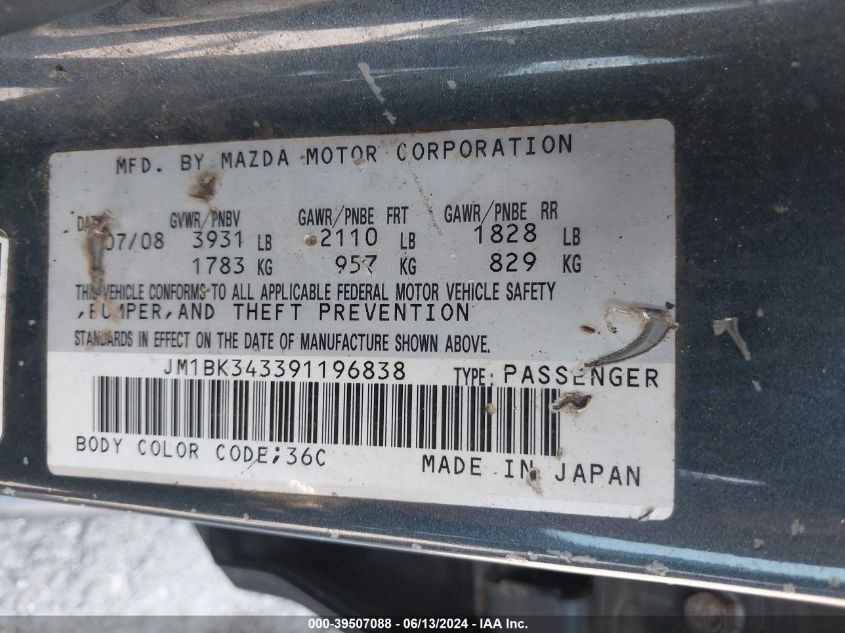 MFD. BY MAZDA MOTOR CORPORATION
GVWR/PNBV GAWR/PNBE FRT GAWR/PNBE RR
07/08 3931 LB 2110 LB 1828 LB
1783 KG 957 KG 829 KG
THIS VEHICLE CONFORMS TO ALL APPLICABLE FEDERAL MOTOR VEHICLE SAFETY
,BUMPER,AND THEFT PREVENTION
STANDARDS IN EFFECT ON THE DATE OF MANUFACTURE SHOWN ABOVE.
JM1BK343391196838 TYPE: PASSENGER
BODY COLOR CODE;36C
MADE IN JAPAN
000-39507088 - 06/13/2024 - IAA Inc.